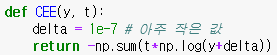 def CEE(y, t):
    delta = 1e-7 # 아주 작은 값
    return -np.sum(t*np.log(y+delta))